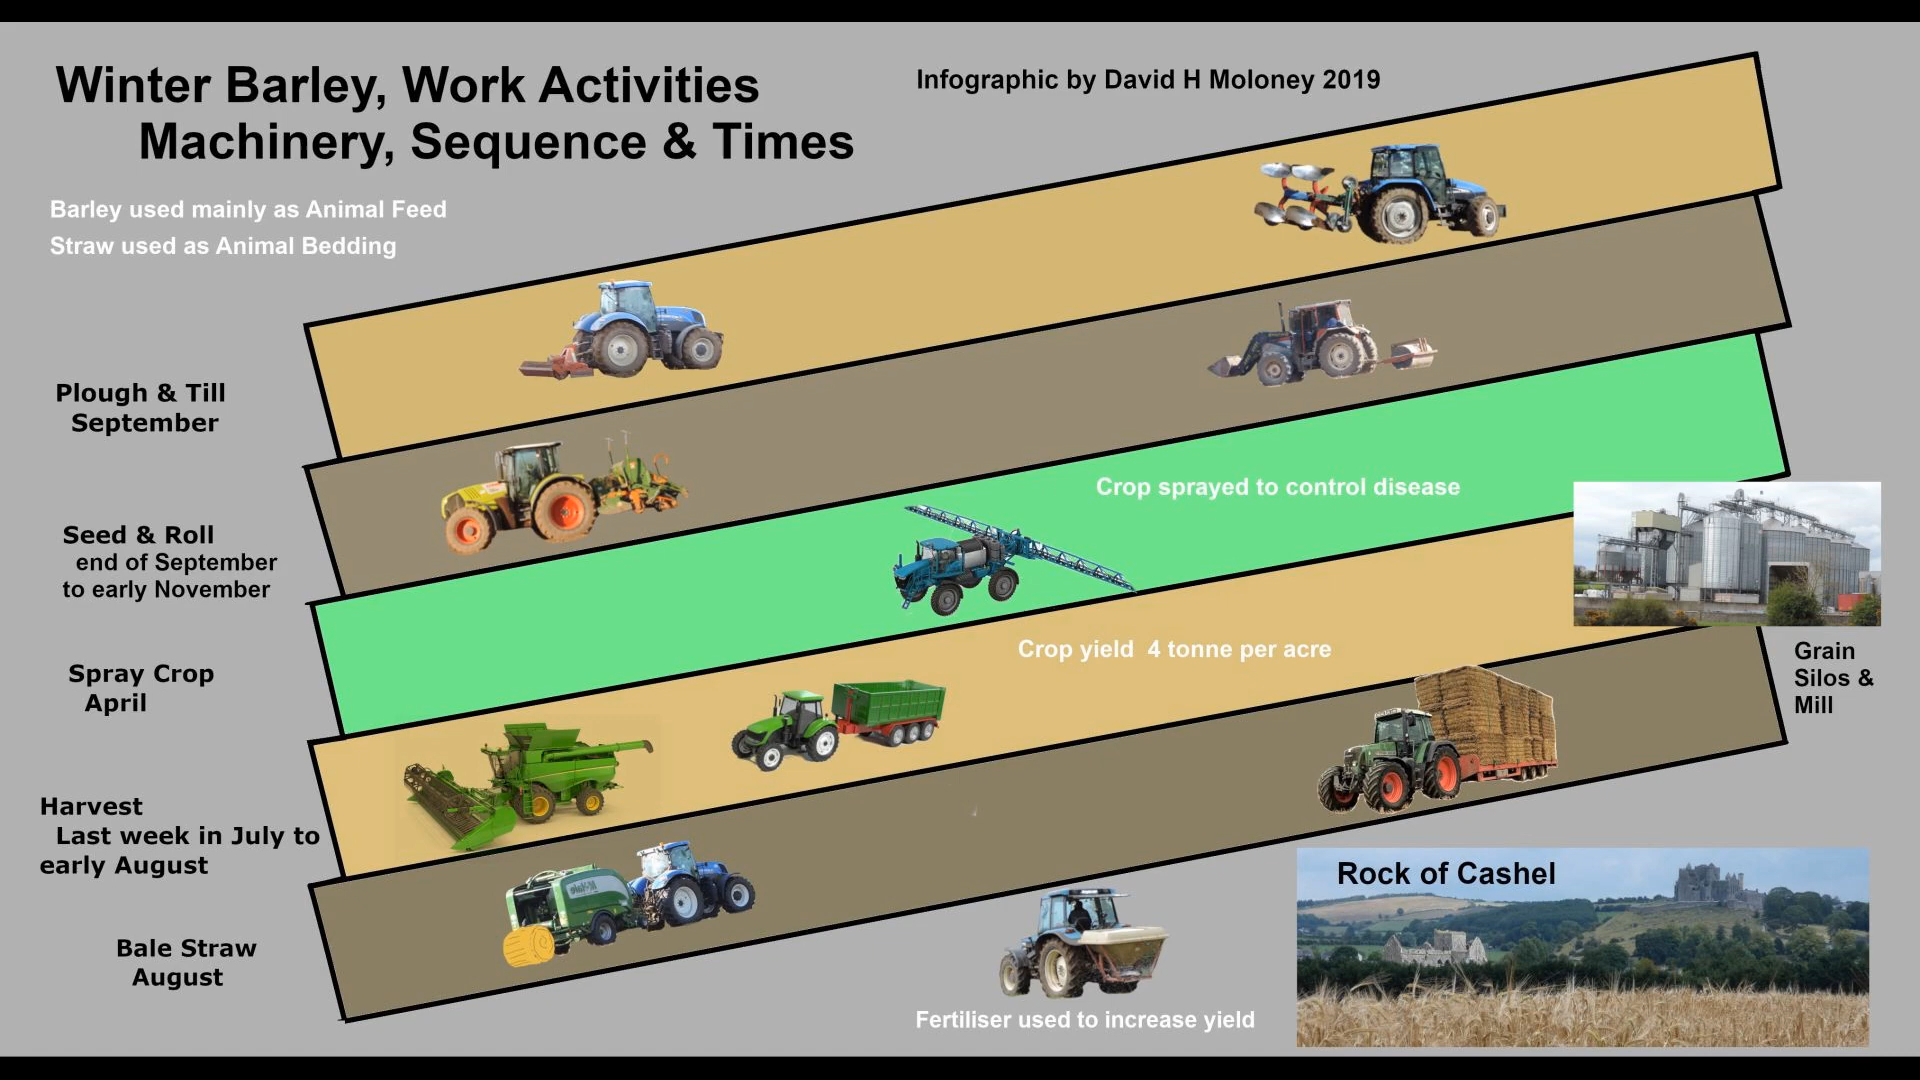 Winter Barley, Work Activities
Machinery, Sequence & Times
Infographic by David H Moloney 2019
Barley used mainly as Animal Feed
Straw used as Animal Bedding
Plough & Till
September
Seed & Roll
end of September
to early November
Crop sprayed to control disease
Spray Crop
April
Crop yield 4 tonne per acre
Grain
Silos &
Mill
Harvest
Last week in July to
early August
Bale Straw
August
Fertiliser used to increase yield
Rock of Cashel